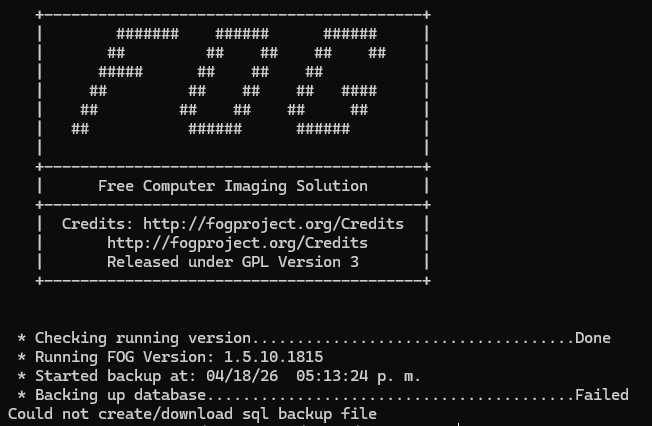 +------------------------------------------+
|        #######    ######      ######     |
|       ##         ##    ##    ##    ##    |
|      #####      ##    ##    ##           |
|     ##         ##    ##    ##   ####     |
|    ##         ##    ##    ##     ##      |
|   ##           ######      ######        |
|                                          |
+------------------------------------------+
|      Free Computer Imaging Solution      |
+------------------------------------------+
|  Credits: http://fogproject.org/Credits  |
|       http://fogproject.org/Credits      |
|       Released under GPL Version 3       |
+------------------------------------------+
* Checking running version....................................Done
* Running FOG Version: 1.5.10.1815
* Started backup at: 04/18/26  05:13:24 p. m.
* Backing up database.........................................Failed
Could not create/download sql backup file